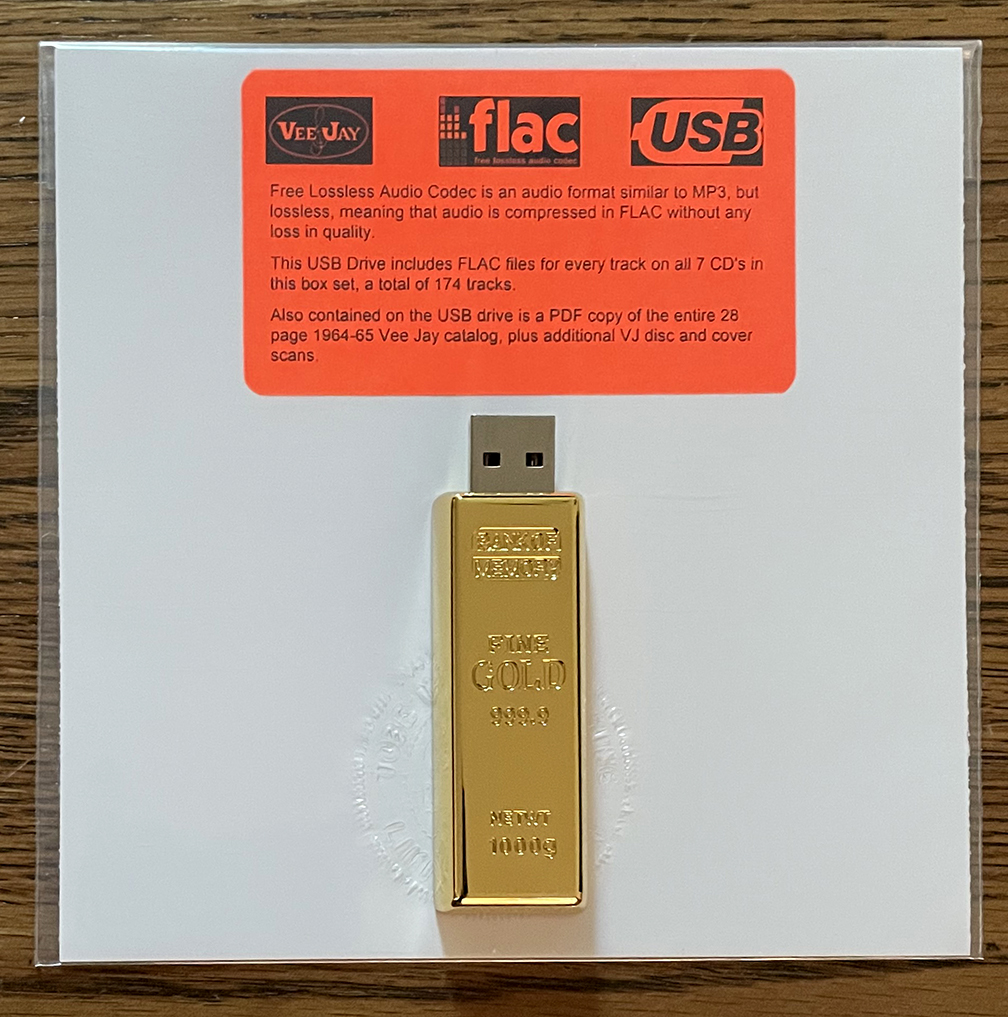 VEE JAY
flac
free lossless audio codec
USB
Free Lossless Audio Codec is an audio format similar to MP3, but
lossless, meaning that audio is compressed in FLAC without any
loss in quality.
This USB Drive includes FLAC files for every track on all 7 CD's in
this box set, a total of 174 tracks.
Also contained on the USB drive is a PDF copy of the entire 28
page 1964-65 Vee Jay catalog, plus additional VJ disc and cover
scans.
BANK OF
MEMORY
FINE
GOLD
999.9
NETWT
1000g